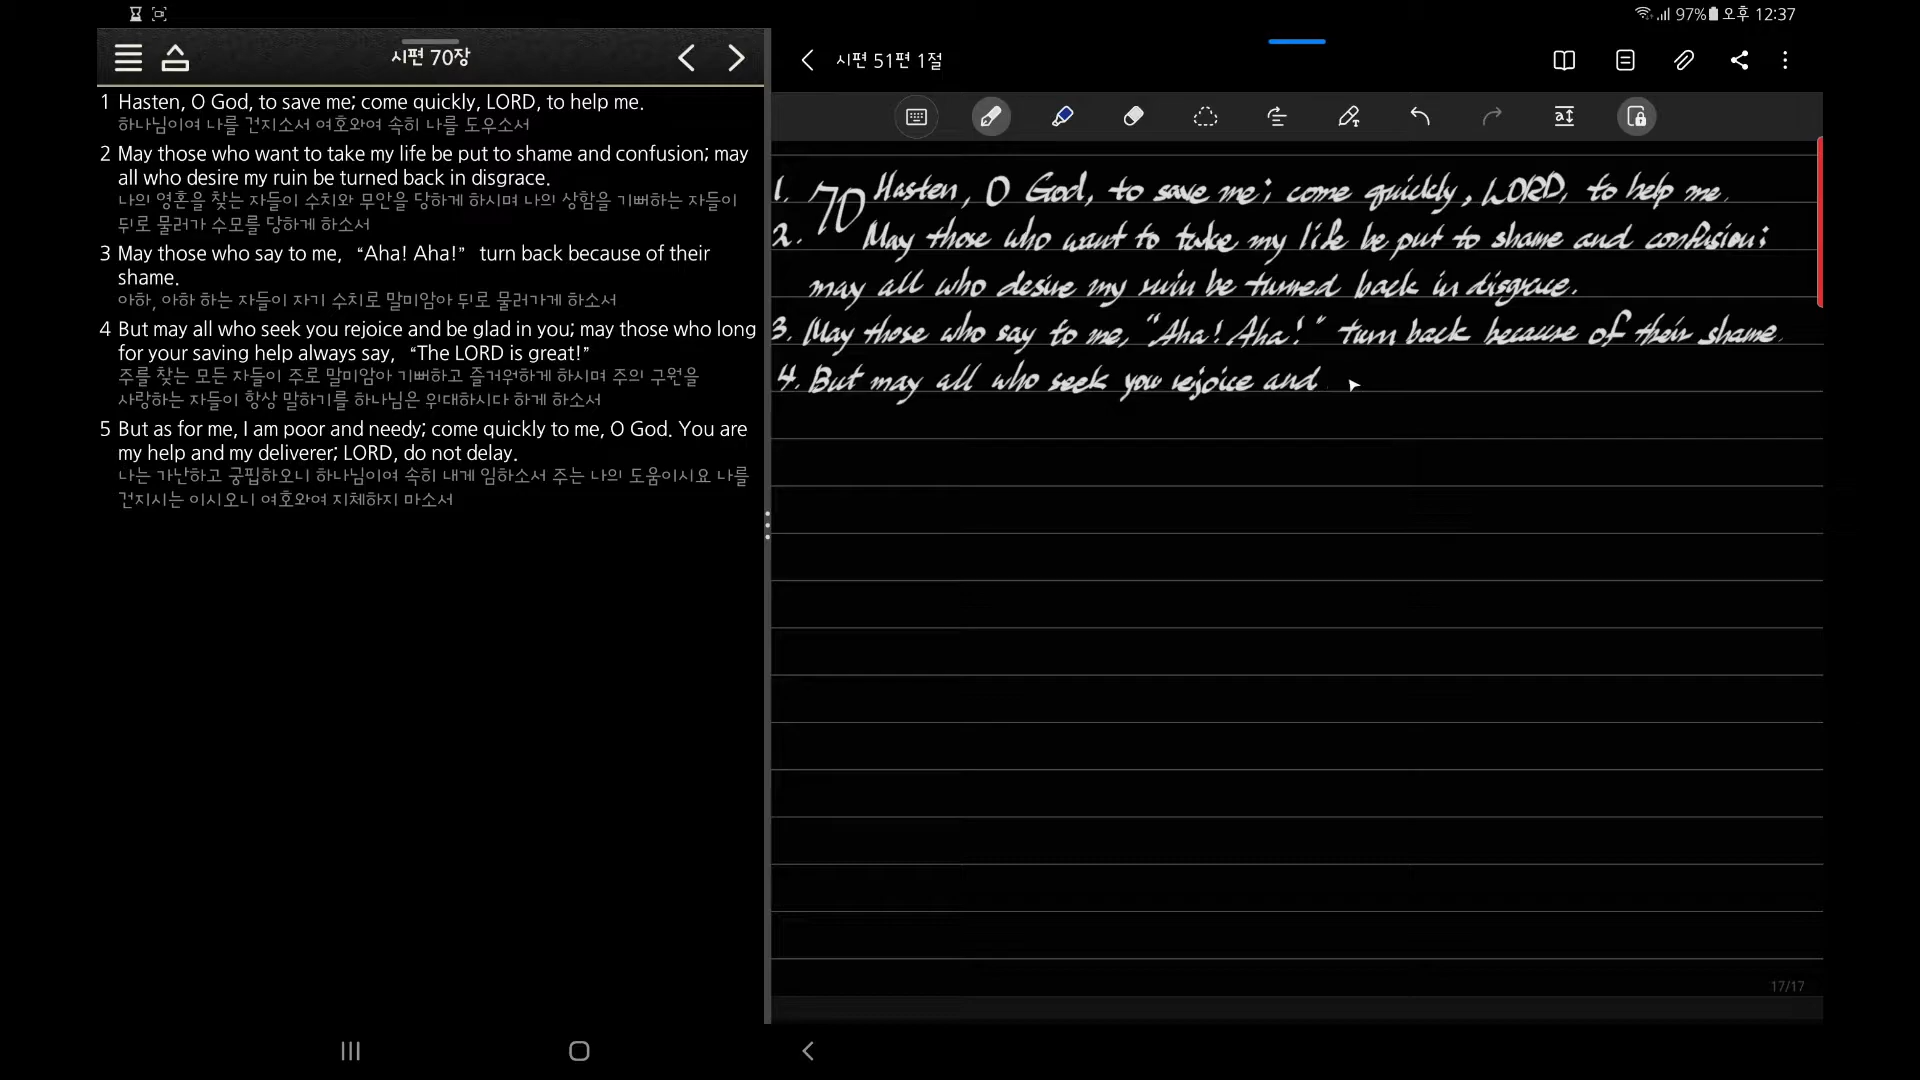 97% 오후 12:37
시편 70장
1 Hasten, O God, to save me; come quickly, LORD, to help me.
하나님이여 나를 건지소서 여호와여 속히 나를 도우소서
2 May those who want to take my life be put to shame and confusion; may
all who desire my ruin be turned back in disgrace.
나의 영혼을 찾는 자들이 수치와 무안을 당하게 하시며 나의 상함을 기뻐하는 자들이
뒤로 물러가 수모를 당하게 하소서
3 May those who say to me, “Aha! Aha!” turn back because of their
shame.
아하, 아하 하는 자들이 자기 수치로 말미암아 뒤로 물러가게 하소서
4 But may all who seek you rejoice and be glad in you; may those who long
for your saving help always say, “The LORD is great!”
주를 찾는 모든 자들이 주로 말미암아 기뻐하고 즐거워하게 하시며 주의 구원을
사랑하는 자들이 항상 말하기를 하나님은 위대하시다 하게 하소서
5 But as for me, I am poor and needy; come quickly to me, O God. You are
my help and my deliverer; LORD, do not delay.
나는 가난하고 궁핍하오니 하나님이여 속히 내게 임하소서 주는 나의 도움이시요 나를
건지시는 이시오니 여호와여 지체하지 마소서
시편 51편 1절
1. 70 Hasten, O God, to save me; come quickly, LORD, to help me.
2. May those who want to take my life be put to shame and confusion;
may all who desire my ruin be turned back in disgrace.
3. May those who say to me, “Aha! Aha!” turn back because of their shame.
4. But may all who seek you rejoice and
17/17